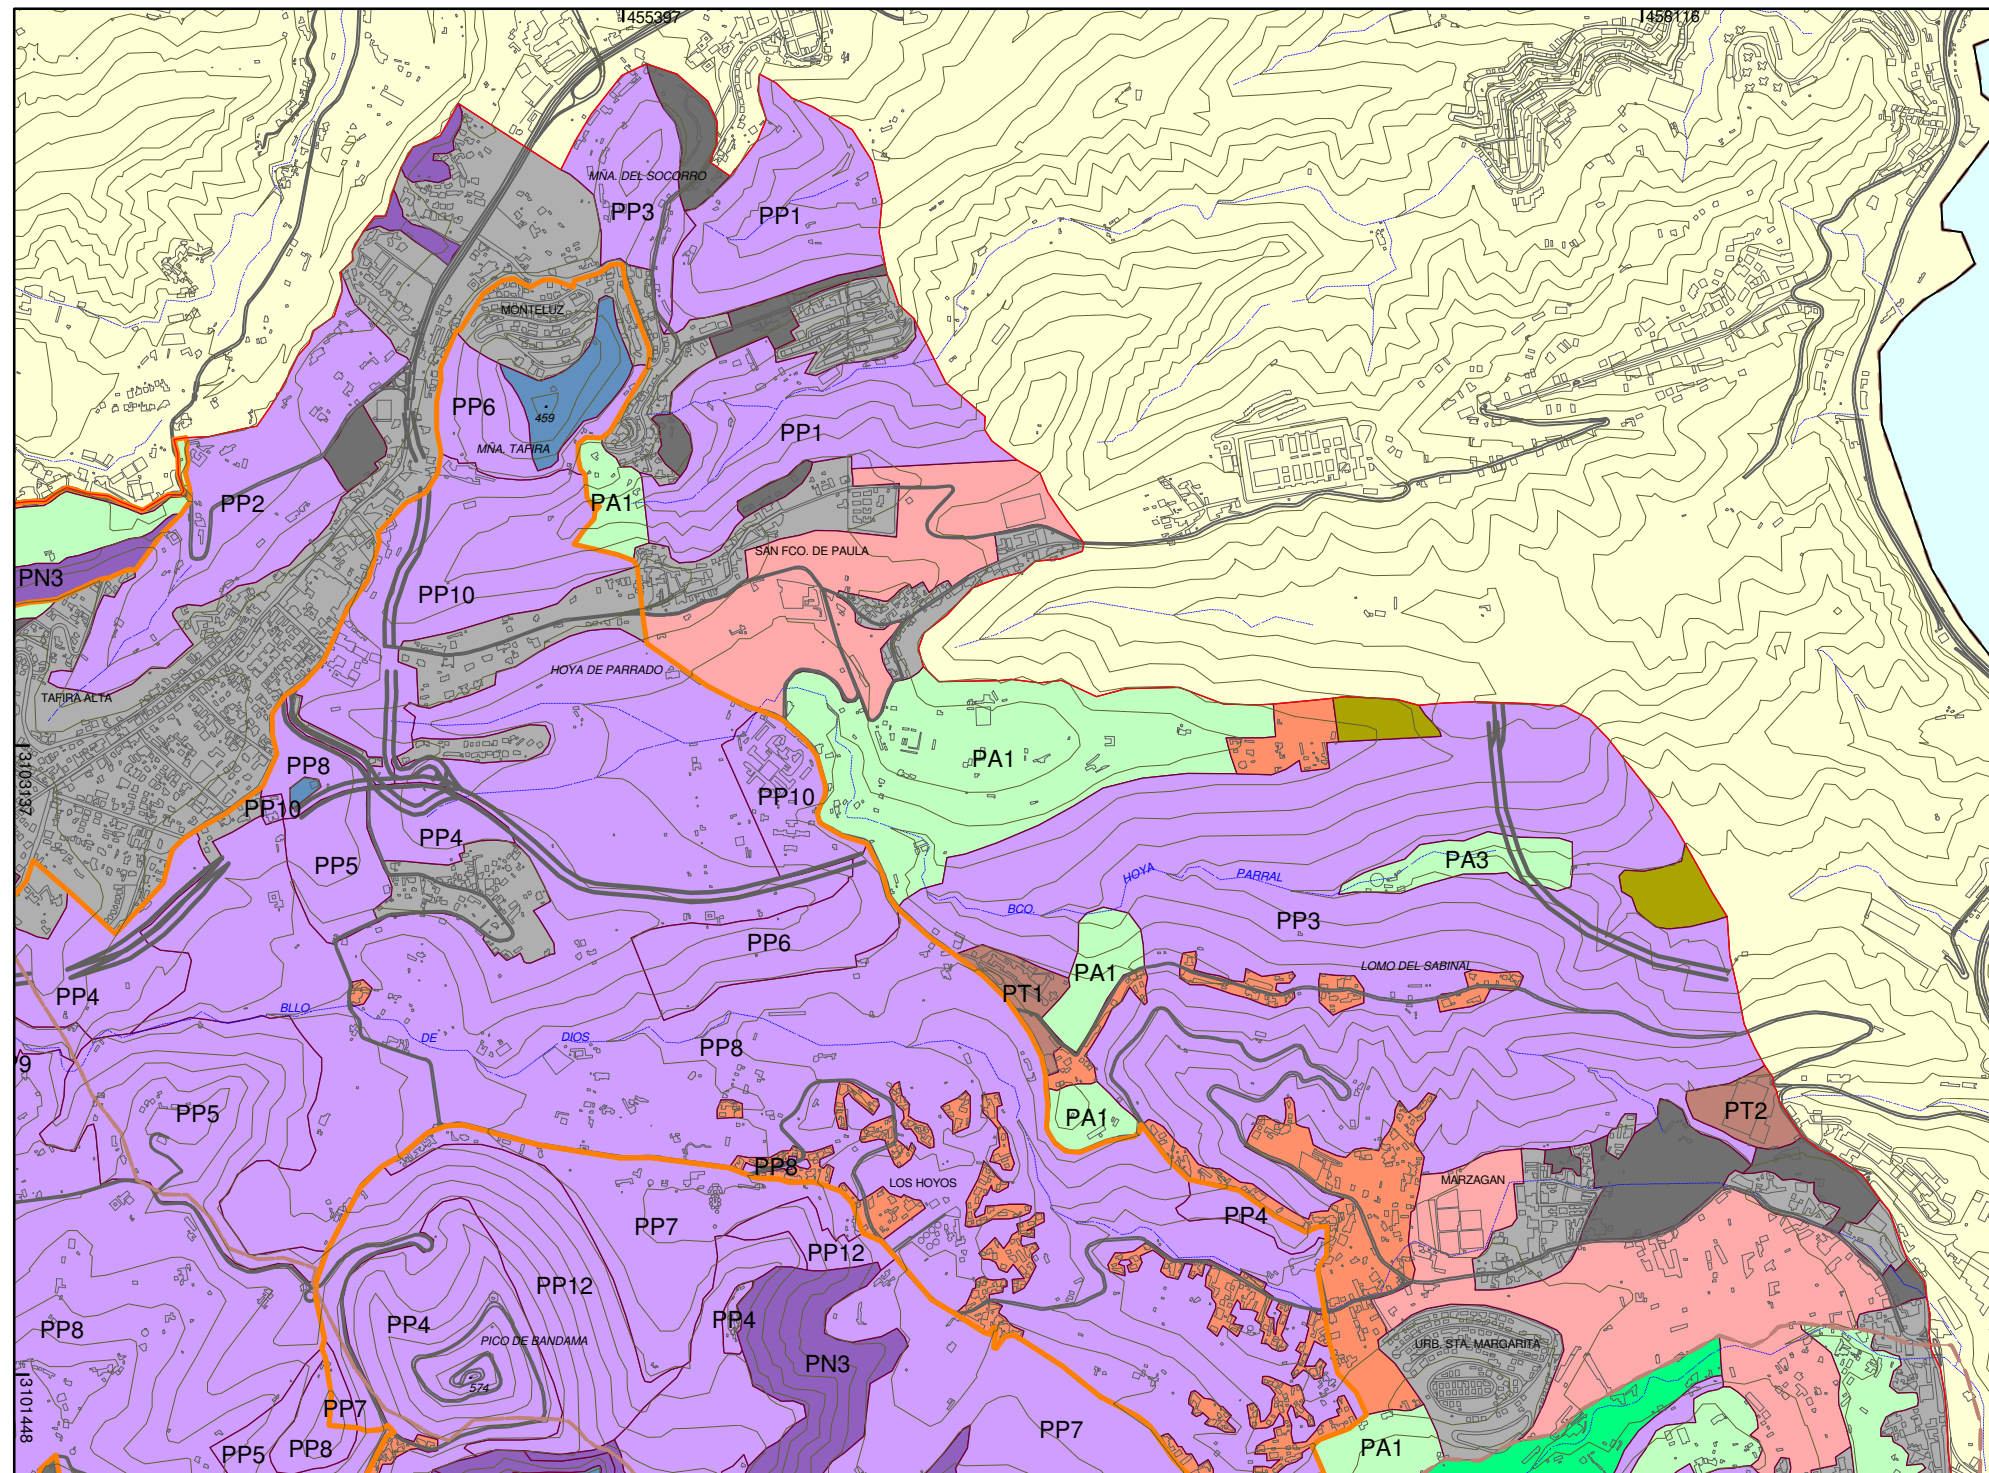 455397
458116
MÑA. DEL SOCORRO
PP3
PP1
MONTELUZ
PP6
459
MÑA. TAFIRA
PP1
PP2
PA1
SAN FCO. DE PAULA
PN3
PP10
HOYA DE PARRADO
TAFIRA ALTA
3103137
PP8
PP10
PP10
PA1
PP4
PP5
PA3
HOYA
PARRAL
BCO.
PP3
PP6
LOMO DEL SABINAL
PA1
PT1
PP4
BLLO.
DE
DIOS
PP8
PP5
PA1
PT2
PP8
LOS HOYOS
MARZAGAN
PP7
PP4
PP12
PP12
PP4
PP4
PP8
PICO DE BANDAMA
PN3
URB. STA. MARGARITA
574
3101448
PP7
PP5
PP8
PP7
PA1